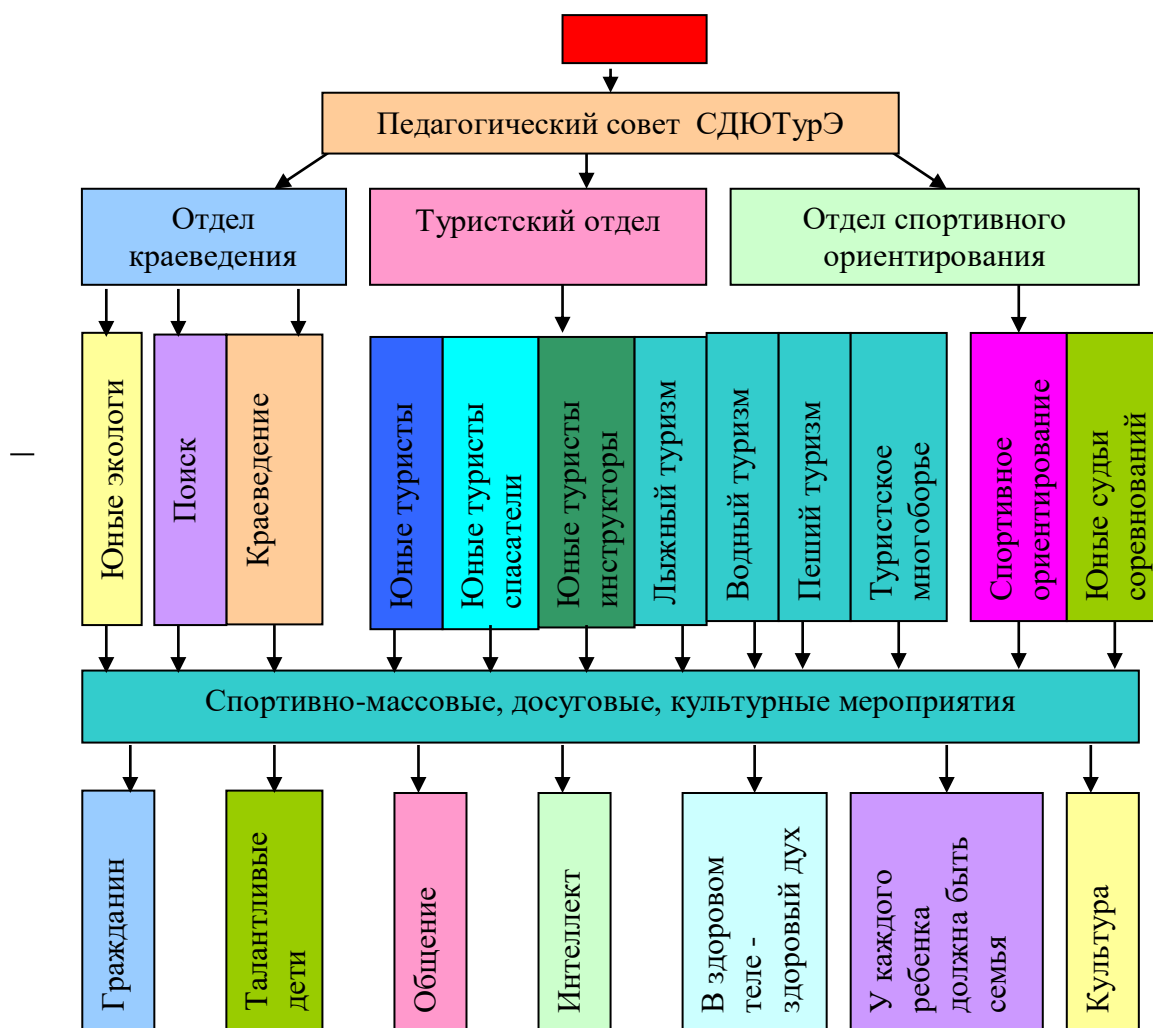 Педагогический совет СДЮТурЭ
Отдел
краеведения
Туристский отдел
Отдел спортивного
ориентирования
Юные экологи
Поиск
Краеведение
Юные туристы
Юные туристы
спасатели
Юные туристы
инструкторы
Лыжный туризм
Водный туризм
Пеший туризм
Туристское
многоборье
Спортивное
ориентирование
Юные судьи
соревнований
Спортивно-массовые, досуговые, культурные мероприятия
Гражданин
Талантливые
дети
Общение
Интеллект
В здоровом
теле -
здоровый дух
У каждого
ребенка
должна быть
семья
Культура